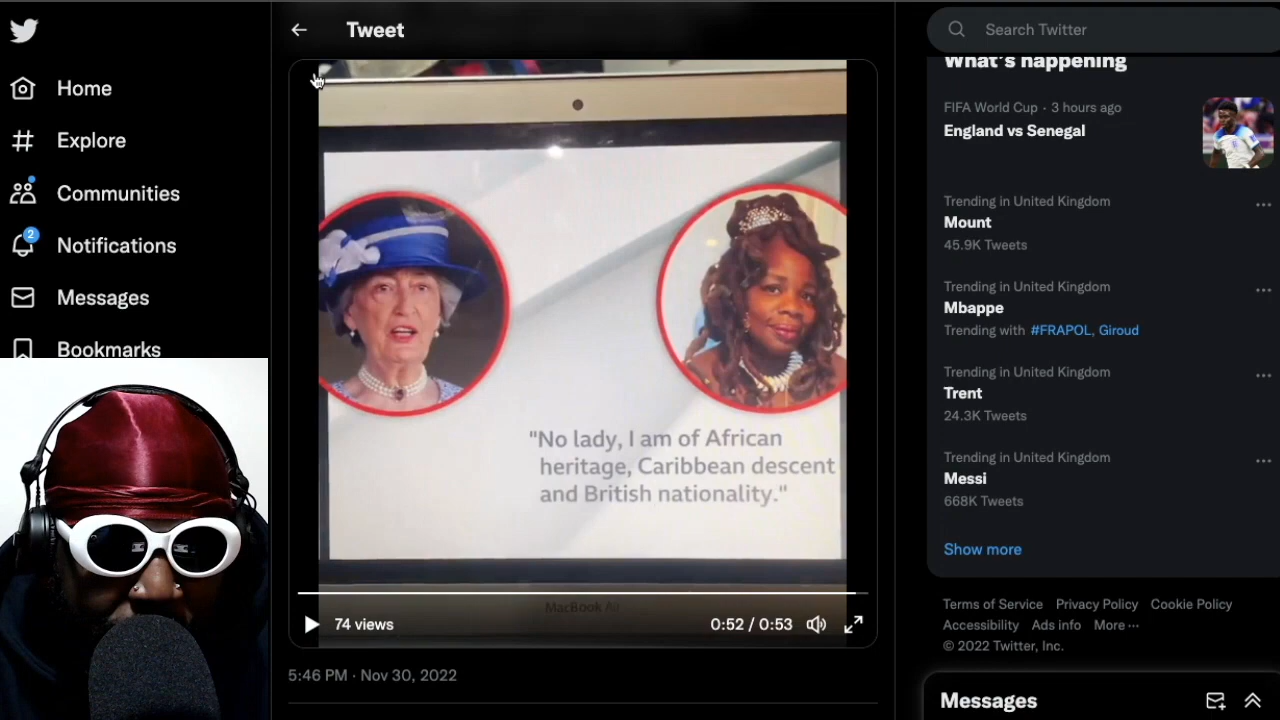 Home
Explore
Communities
2
Notifications
Messages
Bookmarks
Tweet
"No lady, I am of African
heritage, Caribbean descent
and British nationality."
MacBook Air
74 views
0:52 / 0:53
5:46 PM · Nov 30, 2022
Search Twitter
What's happening
FIFA World Cup · 3 hours ago
England vs Senegal
Trending in United Kingdom
Mount
45.9K Tweets
Trending in United Kingdom
Mbappe
Trending with #FRAPOL, Giroud
Trending in United Kingdom
Trent
24.3K Tweets
Trending in United Kingdom
Messi
668K Tweets
Show more
Terms of Service Privacy Policy Cookie Policy
Accessibility Ads info More ···
© 2022 Twitter, Inc.
Messages